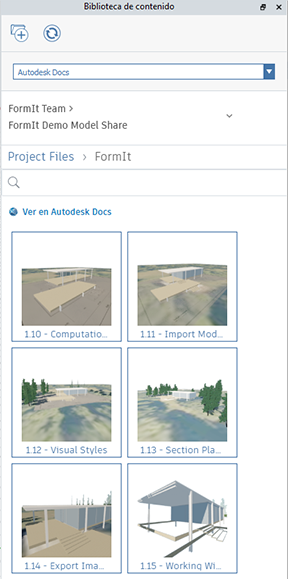 Biblioteca de contenido
Autodesk Docs
FormIt Team >
FormIt Demo Model Share
Project Files > FormIt
Ver en Autodesk Docs
1.10 - Computatio...
1.11 - Import Mod...
1.12 - Visual Styles
1.13 - Section Pla...
1.14 - Export Ima...
1.15 - Working Wi...